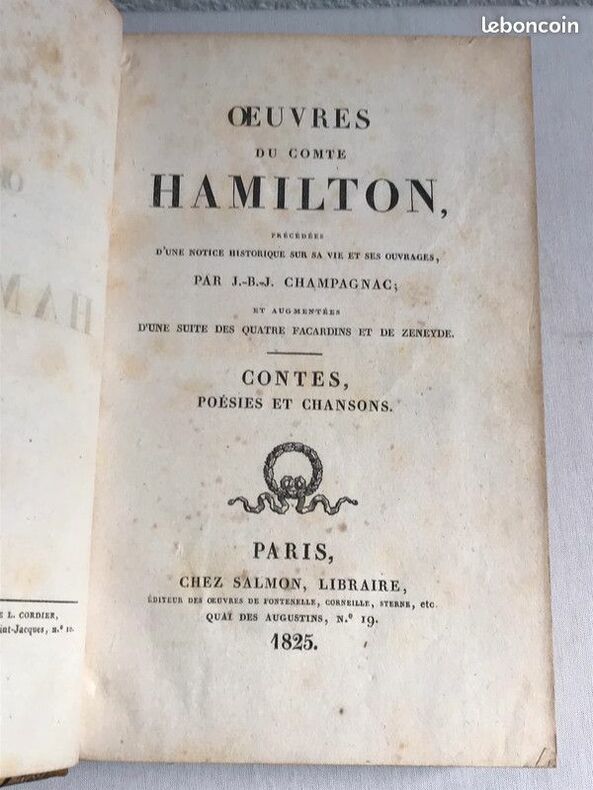 leboncoin
ŒUVRES
DU COMTE
HAMILTON,
PRÉCÉDÉES
D'UNE NOTICE HISTORIQUE SUR SA VIE ET SES OUVRAGES,
PAR J.-B.-J. CHAMPAGNAC;
ET AUGMENTÉES
D'UNE SUITE DES QUATRE FACARDINS ET DE ZENEYDE.
CONTES,
POÉSIES ET CHANSONS.
PARIS,
CHEZ SALMON, LIBRAIRE,
ÉDITEUR DES ŒUVRES DE FONTENELLE, CORNEILLE, STERNE, etc.
QUAI DES AUGUSTINS, N.º 19.
1825.
L. CORDIER,
int-Jacques, n.º 10.